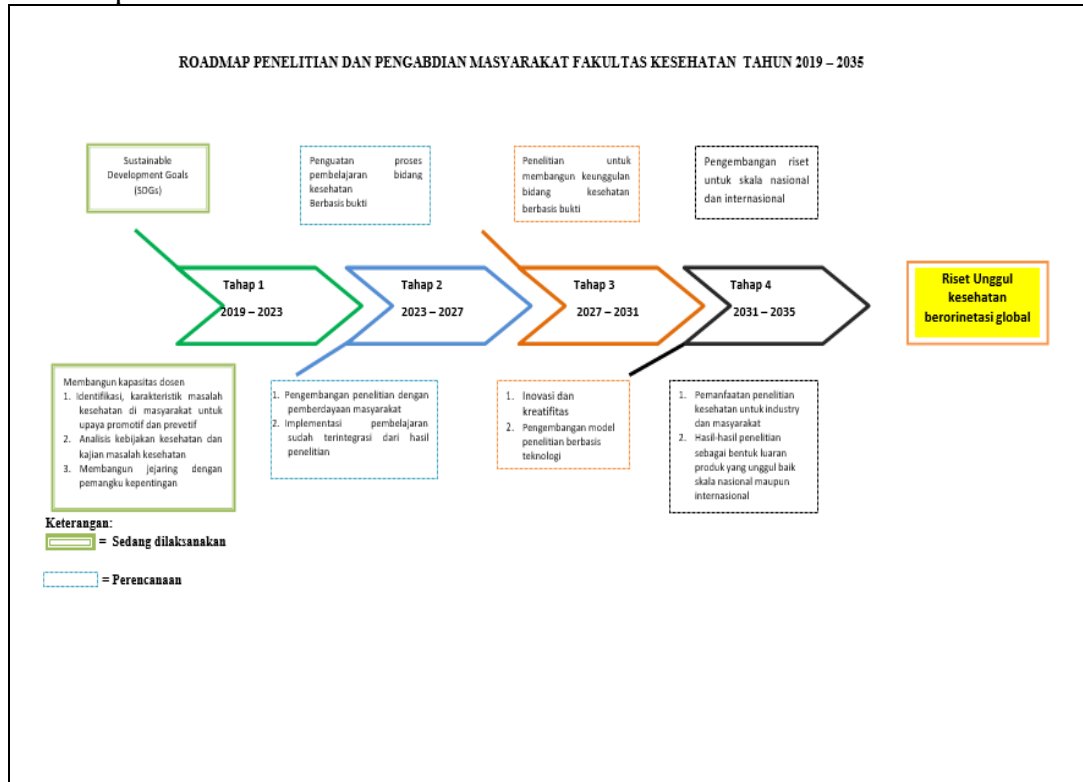 ROADMAP PENELITIAN DAN PENGABDIAN MASYARAKAT FAKULTAS KESEHATAN TAHUN 2019 – 2035
Sustainable
Development Goals
(SDGs)
Penguatan proses
pembelajaran bidang
kesehatan
Berbasis bukti
Penelitian untuk
membangun keunggulan
bidang kesehatan
berbasis bukti
Pengembangan riset
untuk skala nasional
dan internasional
Tahap 1
2019 – 2023
Tahap 2
2023 – 2027
Tahap 3
2027 – 2031
Tahap 4
2031 – 2035
Riset Unggul
kesehatan
berorinetasi global
Membangun kapasitas dosen
1. Identifikasi, karakteristik masalah
kesehatan di masyarakat untuk
upaya promotif dan prevetif
2. Analisis kebijakan kesehatan dan
kajian masalah kesehatan
3. Membangun jejaring dengan
pemangku kepentingan
1. Pengembangan penelitian dengan
pemberdayaan masyarakat
2. Implementasi pembelajaran
sudah terintegrasi dari hasil
penelitian
1. Inovasi dan
kreatifitas
2. Pengembangan model
penelitian berbasis
teknologi
1. Pemanfaatan penelitian
kesehatan untuk industry
dan masyarakat
2. Hasil-hasil penelitian
sebagai bentuk luaran
produk yang unggul baik
skala nasional maupun
internasional
Keterangan:
= Sedang dilaksanakan
= Perencanaan